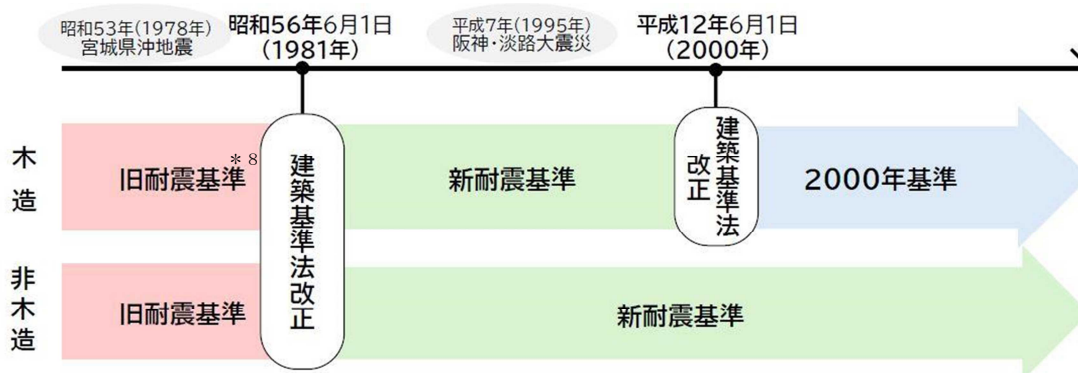 昭和53年(1978年)
宮城県沖地震
昭和56年6月1日
(1981年)
平成7年(1995年)
阪神・淡路大震災
平成12年6月1日
(2000年)
木造
旧耐震基準
*8
建築基準法改正
新耐震基準
建築基準法
改正
2000年基準
非木造
旧耐震基準
新耐震基準